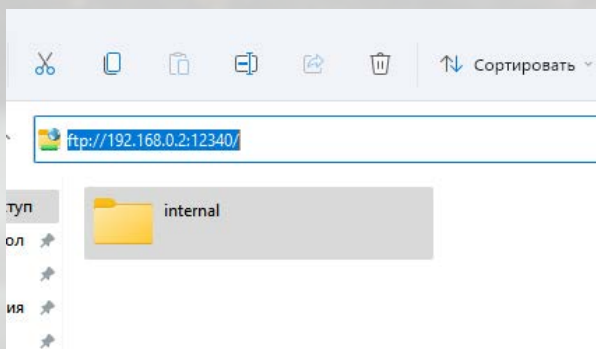 Сортировать
ftp://192.168.0.2:12340/
internal
туп
ол
ия